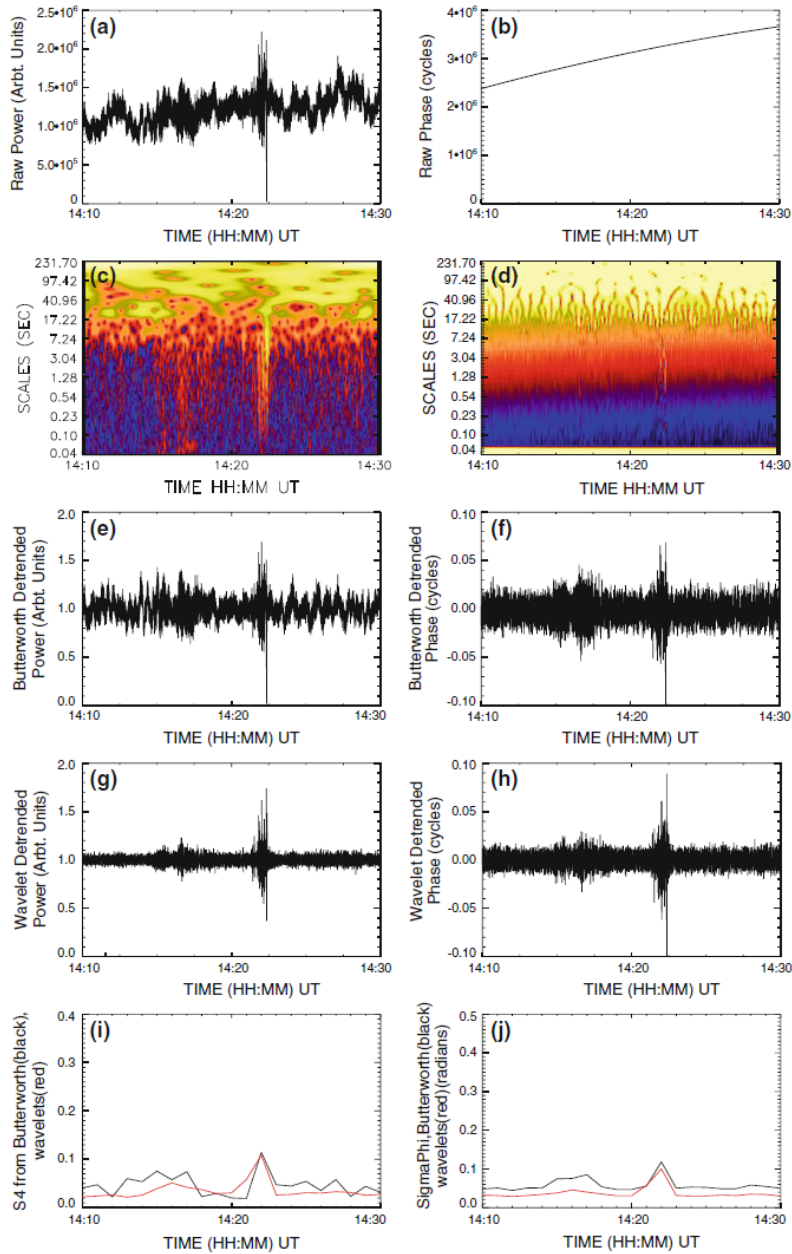 (a)
Raw Power (Arbt. Units)
2.5•10⁶
2.0•10⁶
1.5•10⁶
1.0•10⁶
5.0•10⁵
0
14:10 14:20 14:30
TIME (HH:MM) UT
(b)
Raw Phase (cycles)
4•10⁶
3•10⁶
2•10⁶
1•10⁶
0
14:10 14:20 14:30
TIME (HH:MM) UT
(c)
SCALES (SEC)
231.70
97.42
40.96
17.22
7.24
3.04
1.28
0.54
0.23
0.10
0.04
14:10 14:20 14:30
TIME HH:MM UT
(d)
SCALES (SEC)
231.70
97.42
40.96
17.22
7.24
3.04
1.28
0.54
0.23
0.10
0.04
14:10 14:20 14:30
TIME HH:MM UT
(e)
Butterworth Detrended
Power (Arbt. Units)
2.0
1.5
1.0
0.5
0.0
14:10 14:20 14:30
TIME (HH:MM) UT
(f)
Butterworth Detrended
Phase (cycles)
0.10
0.05
0.00
-0.05
-0.10
14:10 14:20 14:30
TIME (HH:MM) UT
(g)
Wavelet Detrended
Power (Arbt. Units)
2.0
1.5
1.0
0.5
0.0
14:10 14:20 14:30
TIME (HH:MM) UT
(h)
Wavelet Detrended
Phase (cycles)
0.10
0.05
0.00
-0.05
-0.10
14:10 14:20 14:30
TIME (HH:MM) UT
(i)
S4 from Butterworth(black),
wavelets(red)
0.4
0.3
0.2
0.1
0.0
14:10 14:20 14:30
TIME (HH:MM) UT
(j)
SigmaPhi,Butterworth(black)
wavelets(red)(radians)
0.5
0.4
0.3
0.2
0.1
0.0
14:10 14:20 14:30
TIME (HH:MM) UT